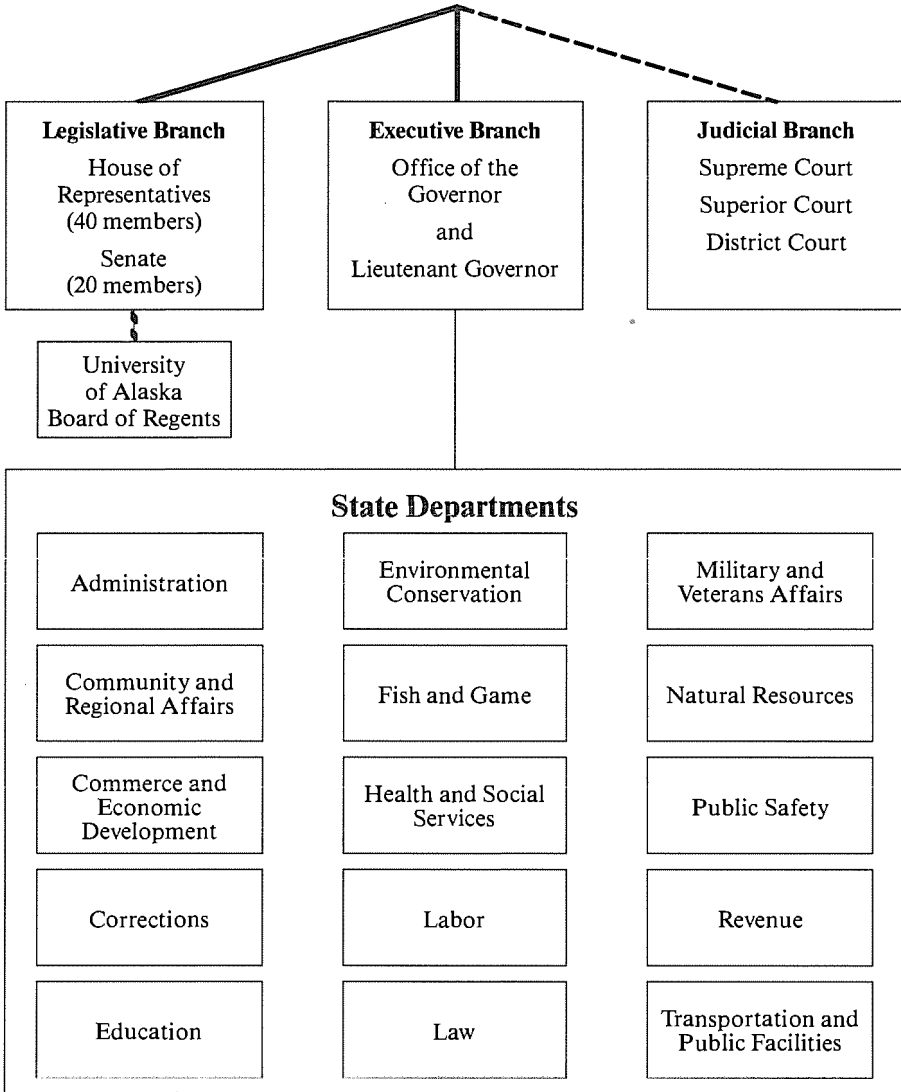 Legislative Branch
House of
Representatives
(40 members)
Senate
(20 members)
Executive Branch
Office of the
Governor
and
Lieutenant Governor
Judicial Branch
Supreme Court
Superior Court
District Court
University
of Alaska
Board of Regents
State Departments
Administration
Environmental
Conservation
Military and
Veterans Affairs
Community and
Regional Affairs
Fish and Game
Natural Resources
Commerce and
Economic
Development
Health and Social
Services
Public Safety
Corrections
Labor
Revenue
Education
Law
Transportation and
Public Facilities